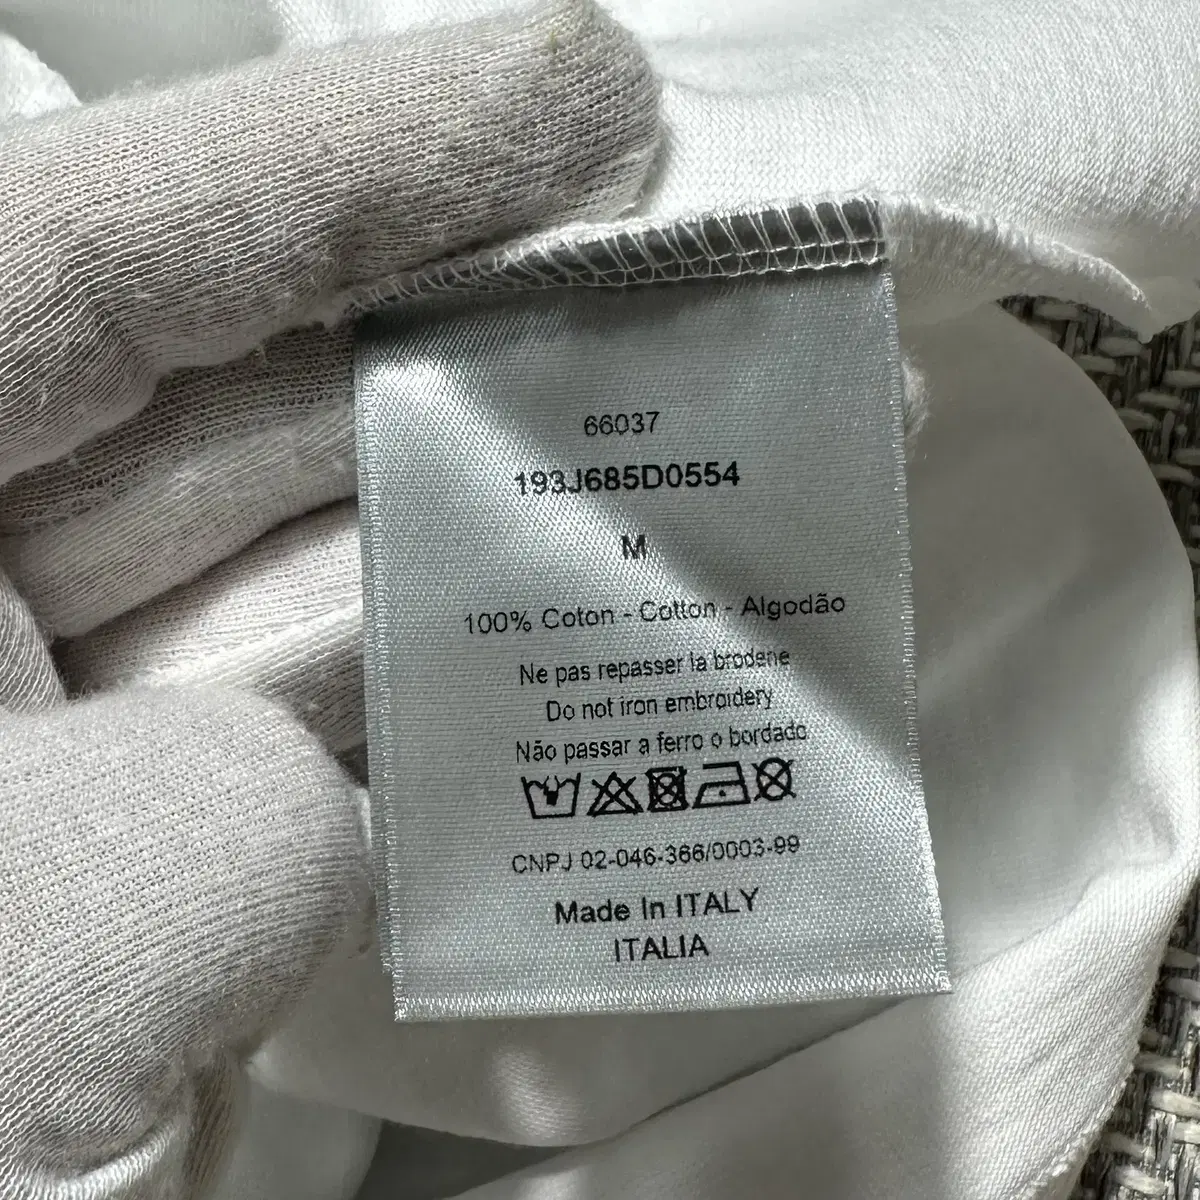 66037
193J685D0554
M
100% Coton - Cotton - Algodão
Ne pas repasser la broderie
Do not iron embroidery
Não passar a ferro o bordado
CNPJ 02-046-366/0003-99
Made In ITALY
ITALIA